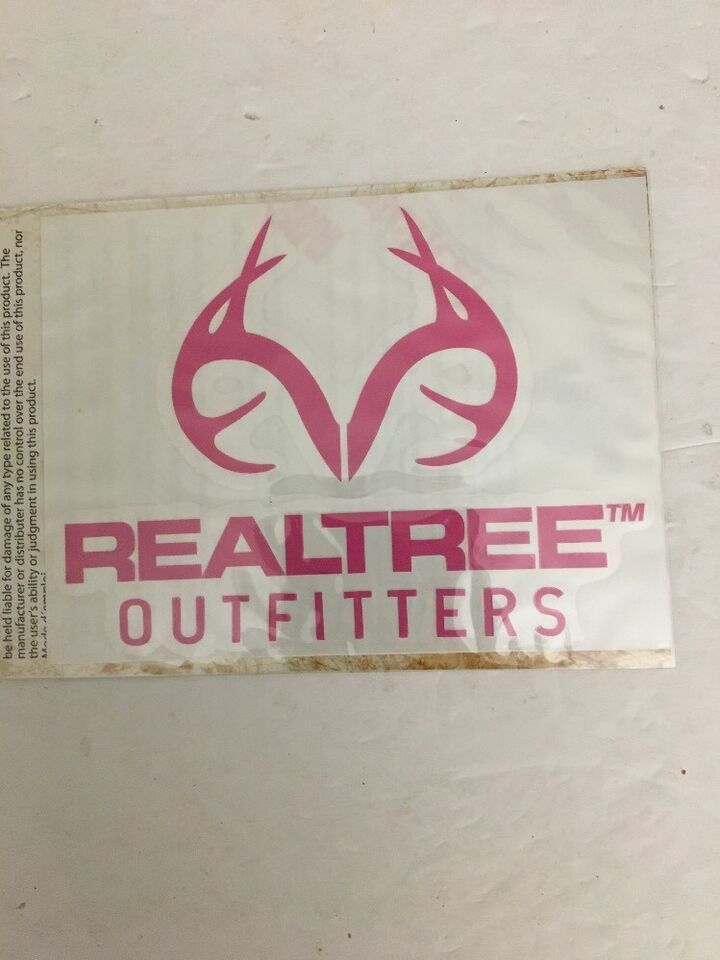 REALTREE™
OUTFITTERS
be held liable for damage of any type related to the use of this product. The
manufacturer or distributer has no control over the end use of this product, nor
the user's ability or judgment in using this product.